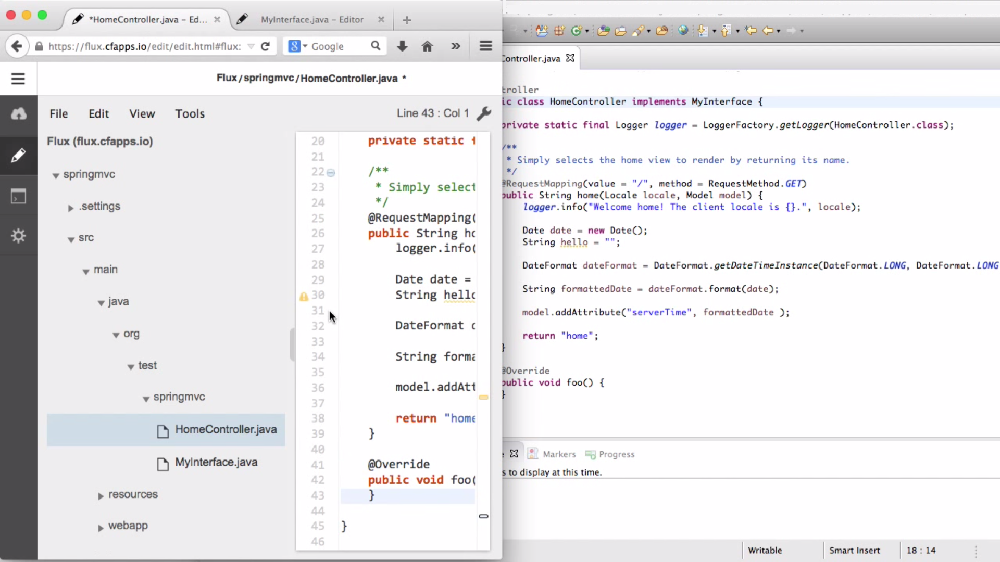 *HomeController.java – Ed...
MyInterface.java – Editor
https://flux.cfapps.io/edit/edit.html#flux:
Google
Flux/springmvc/HomeController.java *
File
Edit
View
Tools
Line 43 : Col 1
Flux (flux.cfapps.io)
springmvc
.settings
src
main
java
org
test
springmvc
HomeController.java
MyInterface.java
resources
webapp
20 private static
21
22 /**
23 * Simply select
24 */
25 @RequestMapping(
26 public String ho
27 logger.info(
28
29 Date date =
30 String hello
31
32 DateFormat
33
34 String forma
35
36 model.addAtt
37
38 return "home
39 }
40
41 @Override
42 public void foo(
43 }
44
45 }
46
Controller.java
troller
ic class HomeController implements MyInterface {
private static final Logger logger = LoggerFactory.getLogger(HomeController.class);
/**
* Simply selects the home view to render by returning its name.
*/
@RequestMapping(value = "/", method = RequestMethod.GET)
public String home(Locale locale, Model model) {
logger.info("Welcome home! The client locale is {}.", locale);
Date date = new Date();
String hello = "";
DateFormat dateFormat = DateFormat.getDateTimeInstance(DateFormat.LONG, DateFormat.LONG
String formattedDate = dateFormat.format(date);
model.addAttribute("serverTime", formattedDate );
return "home";
}
@Override
public void foo() {
}
Markers
Progress
s to display at this time.
Writable
Smart Insert
18 : 14